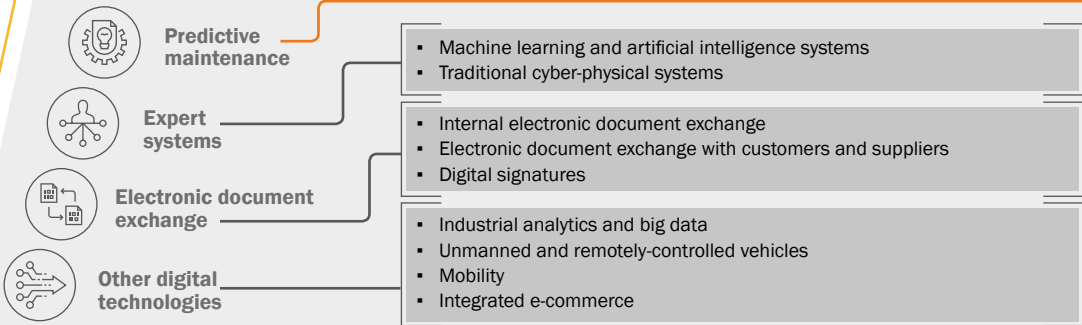 Predictive
maintenance
▪ Machine learning and artificial intelligence systems
▪ Traditional cyber-physical systems
Expert
systems
▪ Internal electronic document exchange
▪ Electronic document exchange with customers and suppliers
▪ Digital signatures
Electronic document
exchange
▪ Industrial analytics and big data
▪ Unmanned and remotely-controlled vehicles
▪ Mobility
▪ Integrated e-commerce
Other digital
technologies